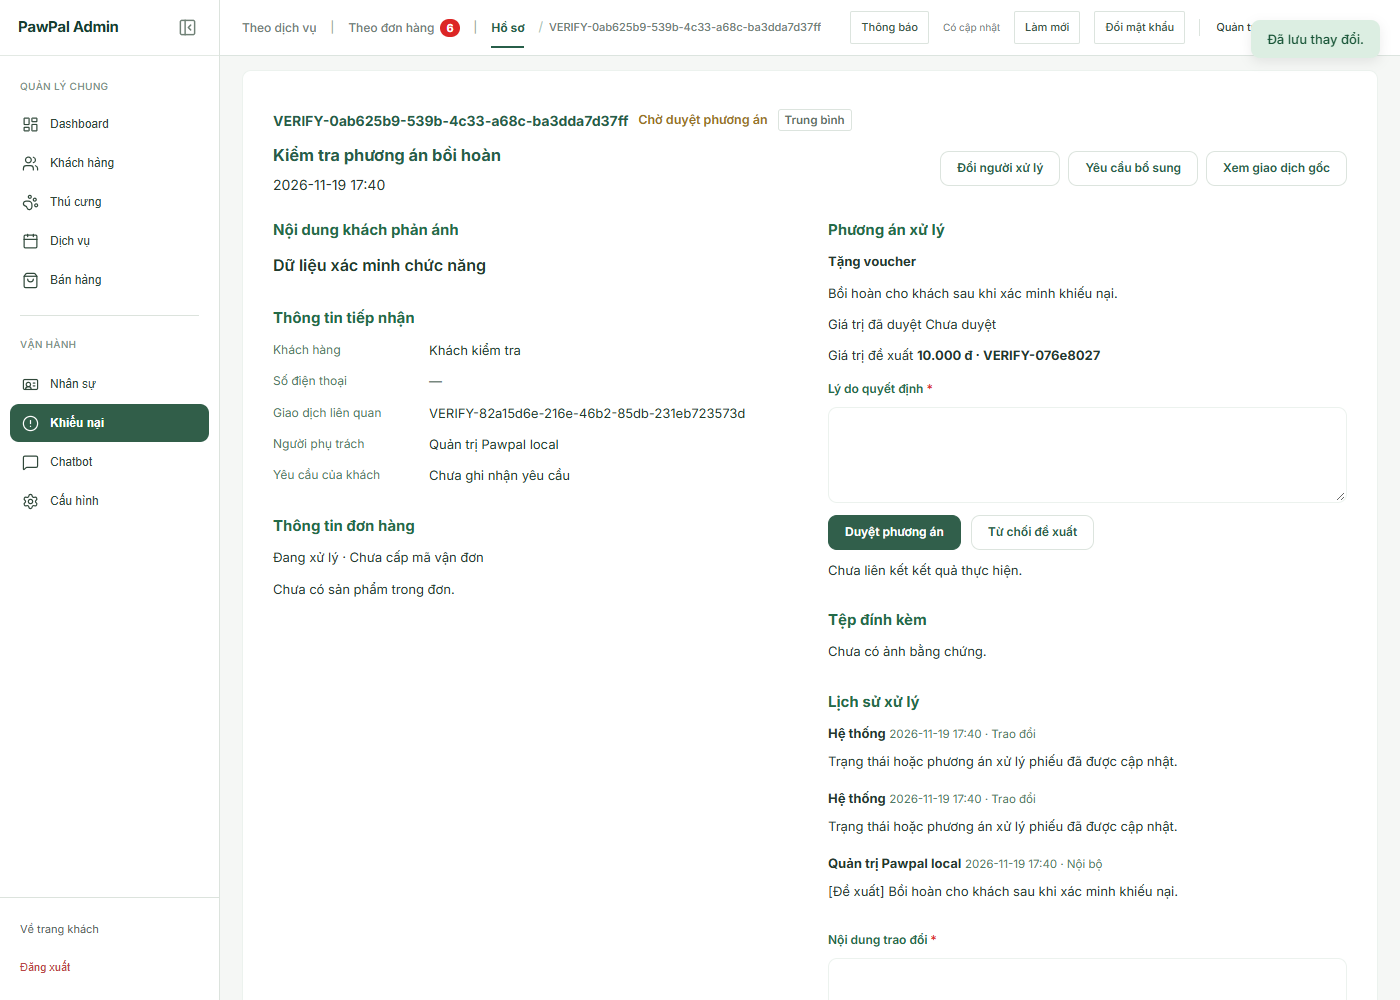 PawPal Admin
QUẢN LÝ CHUNG
Dashboard
Khách hàng
Thú cưng
Dịch vụ
Bán hàng
VẬN HÀNH
Nhân sự
Khiếu nại
Chatbot
Cấu hình
Về trang khách
Đăng xuất
Theo dịch vụ | Theo đơn hàng 6 | Hồ sơ / VERIFY-0ab625b9-539b-4c33-a68c-ba3dda7d37ff Thông báo Có cập nhật Làm mới Đổi mật khẩu
Đã lưu thay đổi.
VERIFY-0ab625b9-539b-4c33-a68c-ba3dda7d37ff Chờ duyệt phương án Trung bình
Kiểm tra phương án bồi hoàn
2026-11-19 17:40
Đổi người xử lý Yêu cầu bổ sung Xem giao dịch gốc
Nội dung khách phản ánh
Dữ liệu xác minh chức năng
Thông tin tiếp nhận
Khách hàng Khách kiểm tra
Số điện thoại —
Giao dịch liên quan VERIFY-82a15d6e-216e-46b2-85db-231eb723573d
Người phụ trách Quản trị Pawpal local
Yêu cầu của khách Chưa ghi nhận yêu cầu
Thông tin đơn hàng
Đang xử lý · Chưa cấp mã vận đơn
Chưa có sản phẩm trong đơn.
Phương án xử lý
Tặng voucher
Bồi hoàn cho khách sau khi xác minh khiếu nại.
Giá trị đã duyệt Chưa duyệt
Giá trị đề xuất 10.000 đ · VERIFY-076e8027
Lý do quyết định *
Duyệt phương án Từ chối đề xuất
Chưa liên kết kết quả thực hiện.
Tệp đính kèm
Chưa có ảnh bằng chứng.
Lịch sử xử lý
Hệ thống 2026-11-19 17:40 · Trao đổi
Trạng thái hoặc phương án xử lý phiếu đã được cập nhật.
Hệ thống 2026-11-19 17:40 · Trao đổi
Trạng thái hoặc phương án xử lý phiếu đã được cập nhật.
Quản trị Pawpal local 2026-11-19 17:40 · Nội bộ
[Đề xuất] Bồi hoàn cho khách sau khi xác minh khiếu nại.
Nội dung trao đổi *